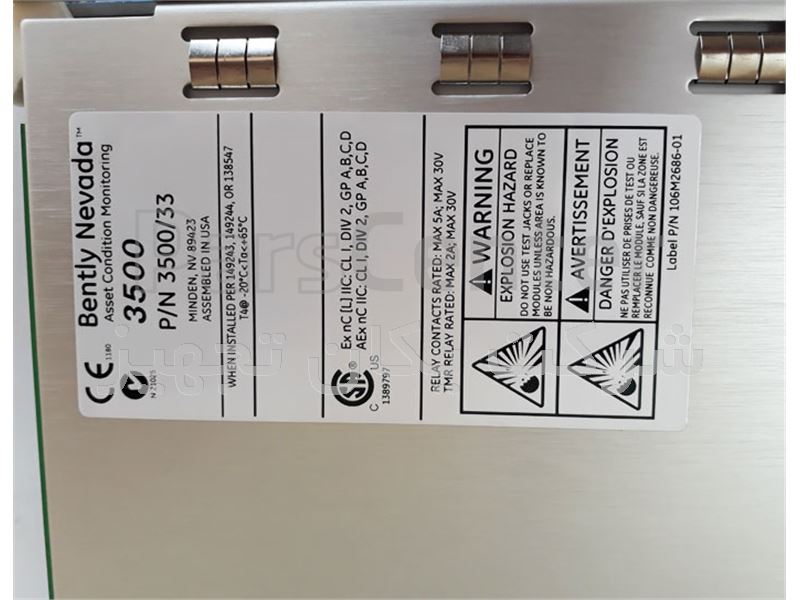 Bently Nevada™
Asset Condition Monitoring
3500
P/N 3500/33
MINDEN, NV 89423
ASSEMBLED IN USA
CE
1180
N 21025
WHEN INSTALLED PER 149243, 149244, OR 138547
T4@ -20°C<Ta<+65°C
Ex nC [L] IIC: CL I, DIV 2, GP A,B,C,D
AEx nC IIC: CL I, DIV 2, GP A,B,C,D
C US
1389797
RELAY CONTACTS RATED: MAX 5A; MAX 30V
TMR RELAY RATED: MAX 2A; MAX 30V
WARNING
EXPLOSION HAZARD
DO NOT USE TEST JACKS OR REPLACE
MODULES UNLESS AREA IS KNOWN TO
BE NON HAZARDOUS.
AVERTISSEMENT
DANGER D'EXPLOSION
NE PAS UTILISER DE PRISES DE TEST OU
REMPLACER LE MODULE, SAUF SI LA ZONE EST
RECONNUE COMME NON DANGEREUSE.
Label P/N 106M2686-01